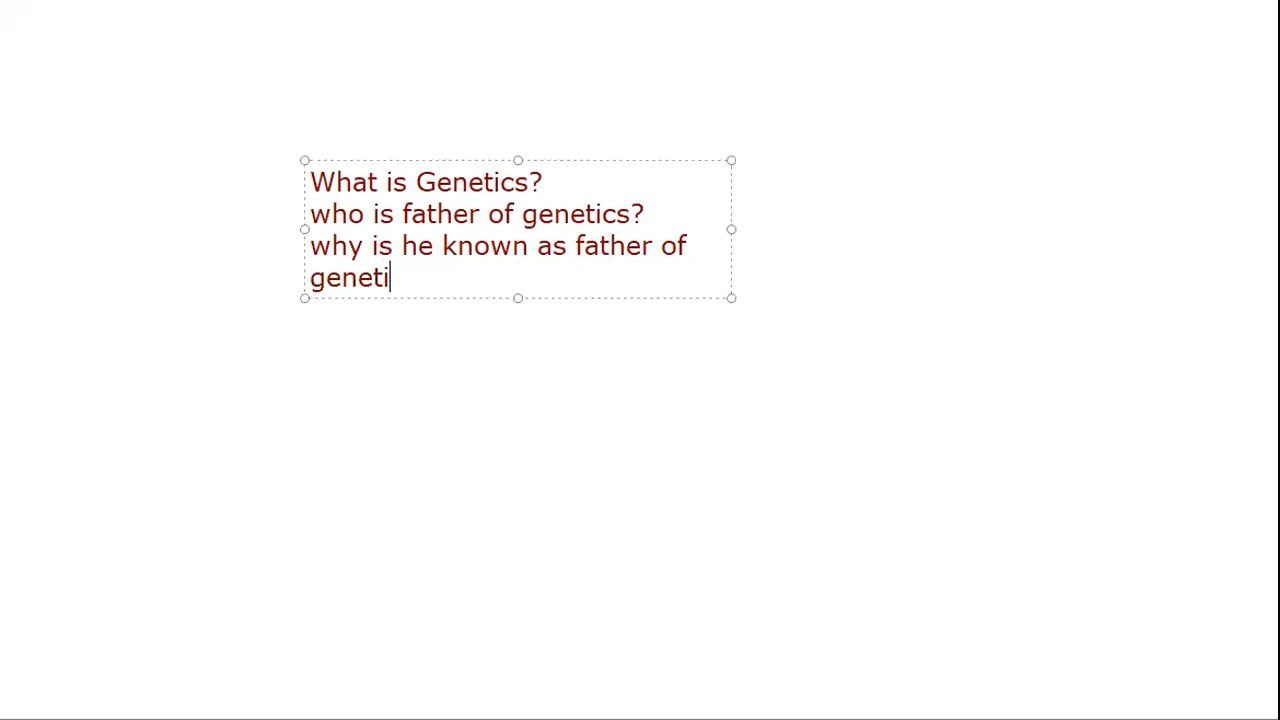 What is Genetics?
who is father of genetics?
why is he known as father of
geneti